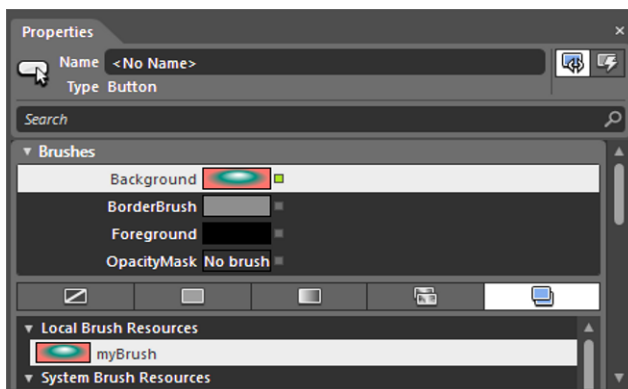 Properties
Name <No Name>
Type Button
Search
Brushes
Background
BorderBrush
Foreground
OpacityMask No brush
Local Brush Resources
myBrush
System Brush Resources